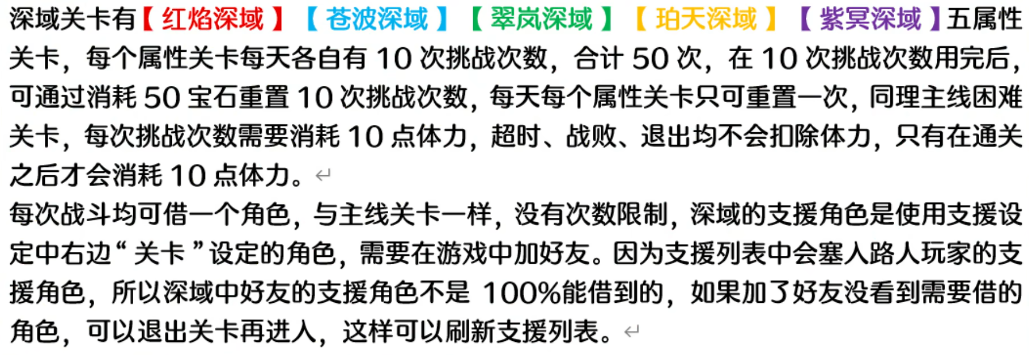 深域关卡有【红焰深域】【苍波深域】【翠岚深域】【珀天深域】【紫冥深域】五属性
关卡，每个属性关卡每天各自有 10 次挑战次数，合计 50 次，在 10 次挑战次数用完后，
可通过消耗 50 宝石重置 10 次挑战次数，每天每个属性关卡只可重置一次，同理主线困难
关卡，每次挑战次数需要消耗 10 点体力，超时、战败、退出均不会扣除体力，只有在通关
之后才会消耗 10 点体力。
每次战斗均可借一个角色，与主线关卡一样，没有次数限制，深域的支援角色是使用支援设
定中右边“关卡”设定的角色，需要在游戏中加好友。因为支援列表中会塞人路人玩家的支
援角色，所以深域中好友的支援角色不是 100%能借到的，如果加了好友没看到需要借的
角色，可以退出关卡再进入，这样可以刷新支援列表。